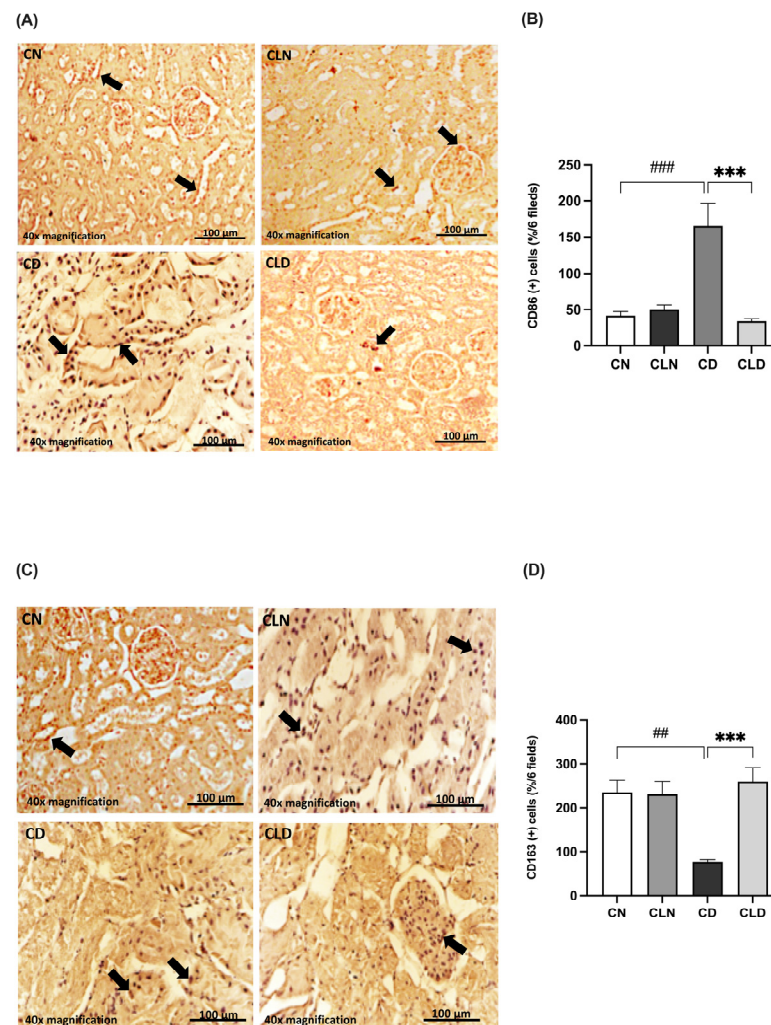 (A)
CN
40x magnification
100 µm
CLN
40x magnification
100 µm
CD
40x magnification
100 µm
CLD
40x magnification
100 µm
(B)
CD86 (+) cells (%/6 fileds)
250
200
150
100
50
0
###
***
CN CLN CD CLD
(C)
CN
40x magnification
100 µm
CLN
40x magnification
100 µm
CD
40x magnification
100 µm
CLD
40x magnification
100 µm
(D)
CD163 (+) cells (%/6 fields)
400
300
200
100
0
##
***
CN CLN CD CLD